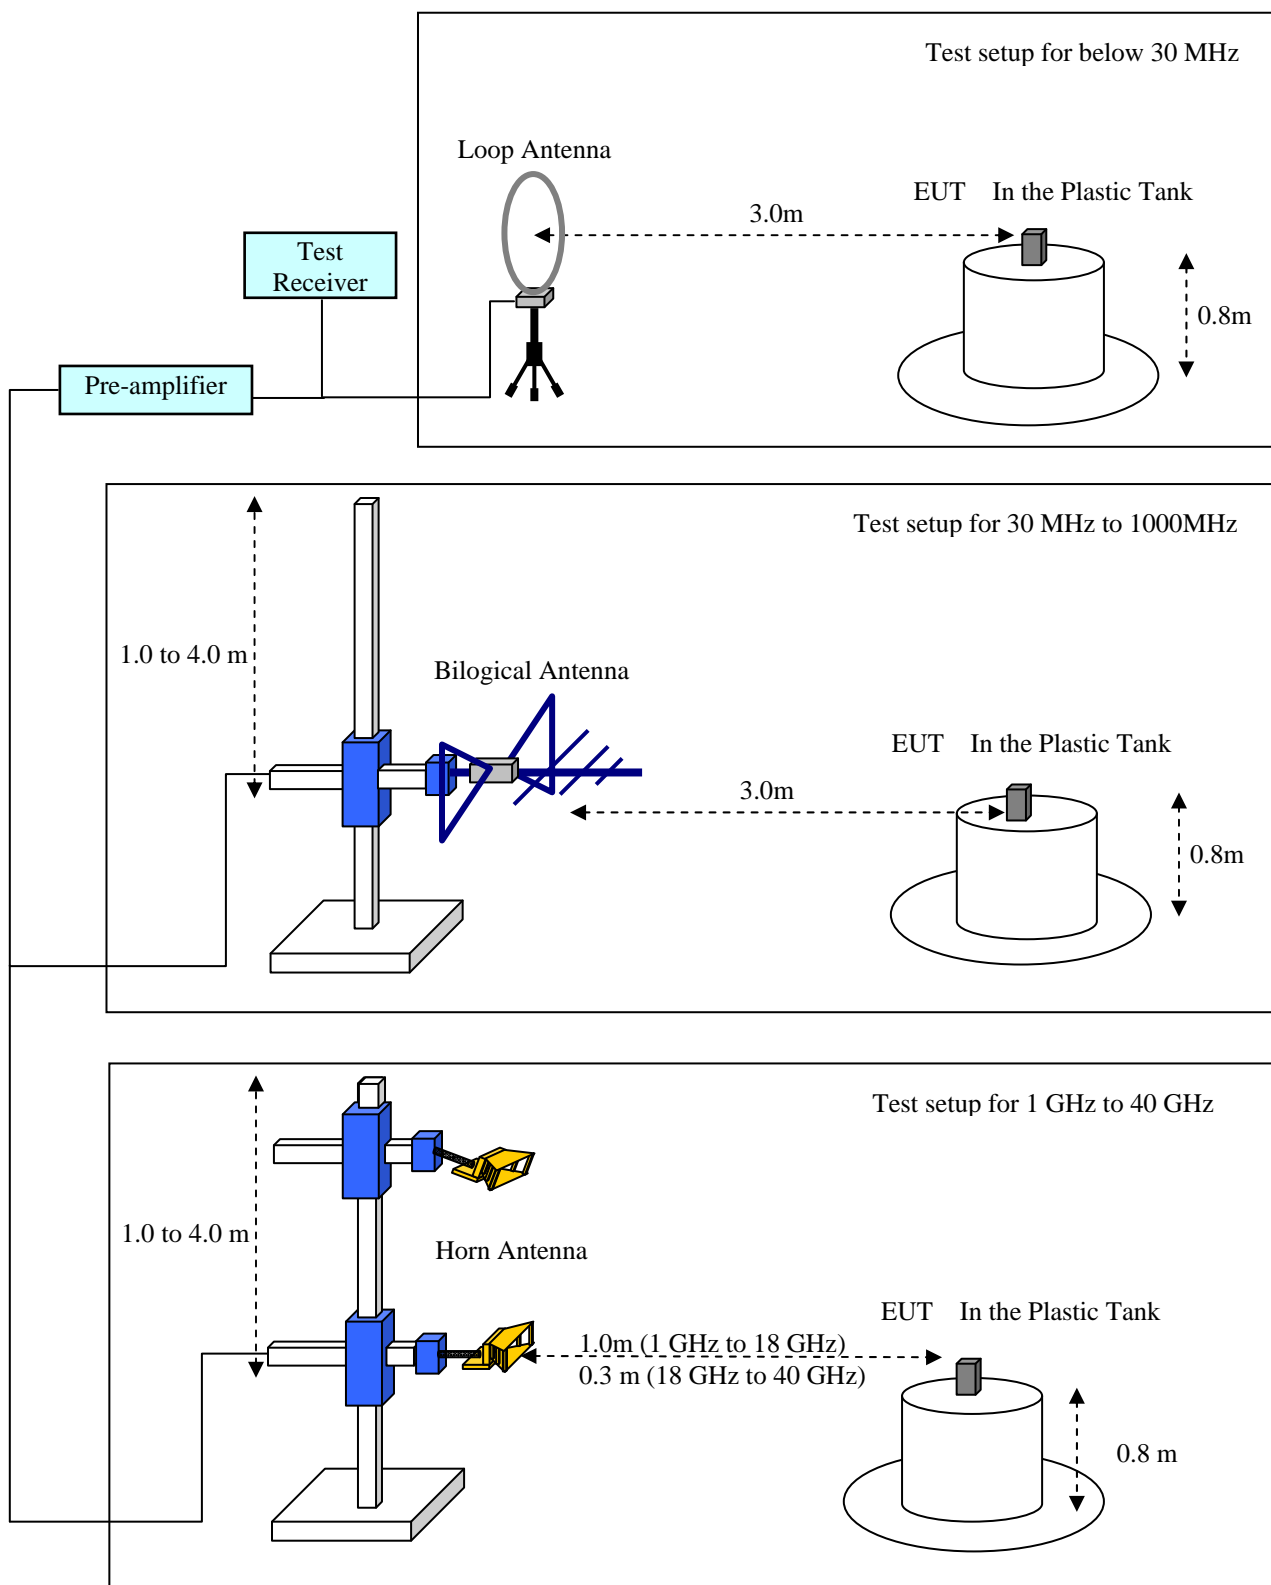 Test setup for below 30 MHz
Loop Antenna
EUT In the Plastic Tank
3.0m
Test
Receiver
0.8m
Pre-amplifier
Test setup for 30 MHz to 1000MHz
1.0 to 4.0 m
Bilogical Antenna
EUT In the Plastic Tank
3.0m
0.8m
Test setup for 1 GHz to 40 GHz
1.0 to 4.0 m
Horn Antenna
EUT In the Plastic Tank
1.0m (1 GHz to 18 GHz)
0.3 m (18 GHz to 40 GHz)
0.8 m